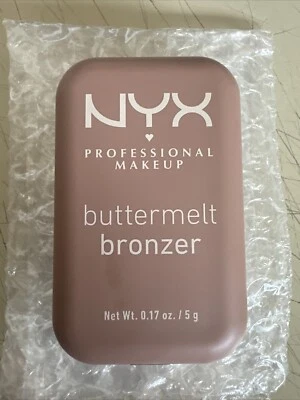 NYX
PROFESSIONAL
MAKEUP
buttermelt
bronzer
Net Wt. 0.17 oz. / 5 g